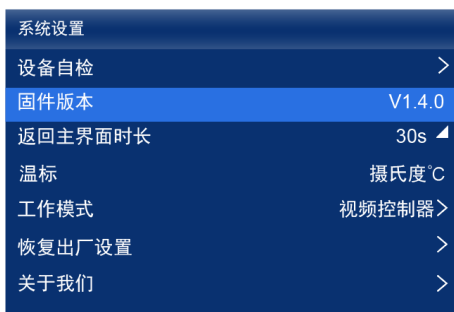 系统设置
设备自检 >
固件版本 V1.4.0
返回主界面时长 30s
温标 摄氏度℃
工作模式 视频控制器>
恢复出厂设置 >
关于我们 >